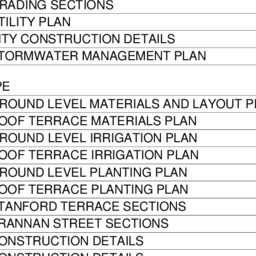 RADING SECTIONS
TILITY PLAN
ITY CONSTRUCTION DETAILS
TORMWATER MANAGEMENT PLAN
PE
ROUND LEVEL MATERIALS AND LAYOUT P
OOF TERRACE MATERIALS PLAN
ROUND LEVEL IRRIGATION PLAN
OOF TERRACE IRRIGATION PLAN
ROUND LEVEL PLANTING PLAN
OOF TERRACE PLANTING PLAN
TANFORD TERRACE SECTIONS
RANNAN STREET SECTIONS
ONSTRUCTION DETAILS
ONSTRUCTION DETAILS